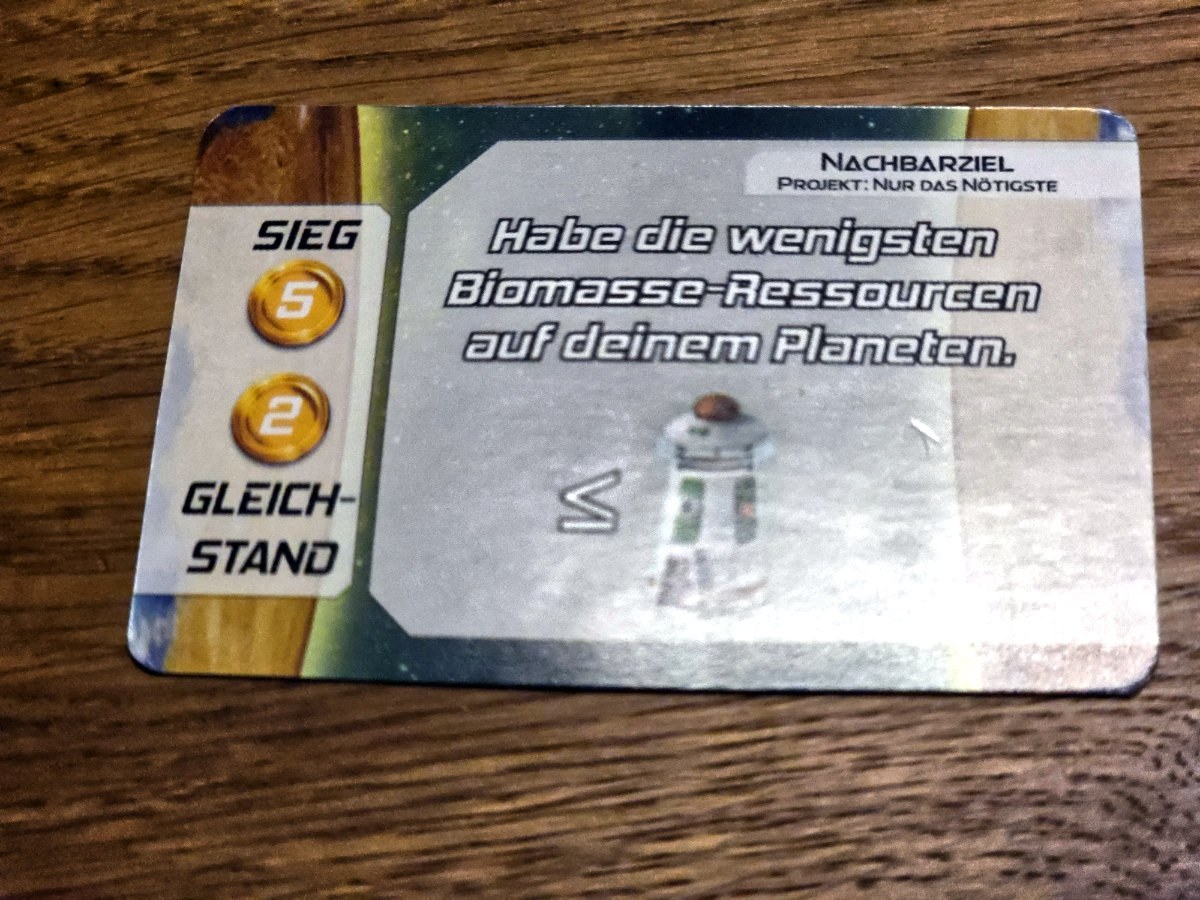 NACHBARZIEL
PROJEKT: NUR DAS NÖTIGSTE
SIEG
5
2
GLEICH-
STAND
Habe die wenigsten
Biomasse-Ressourcen
auf deinem Planeten.
≤